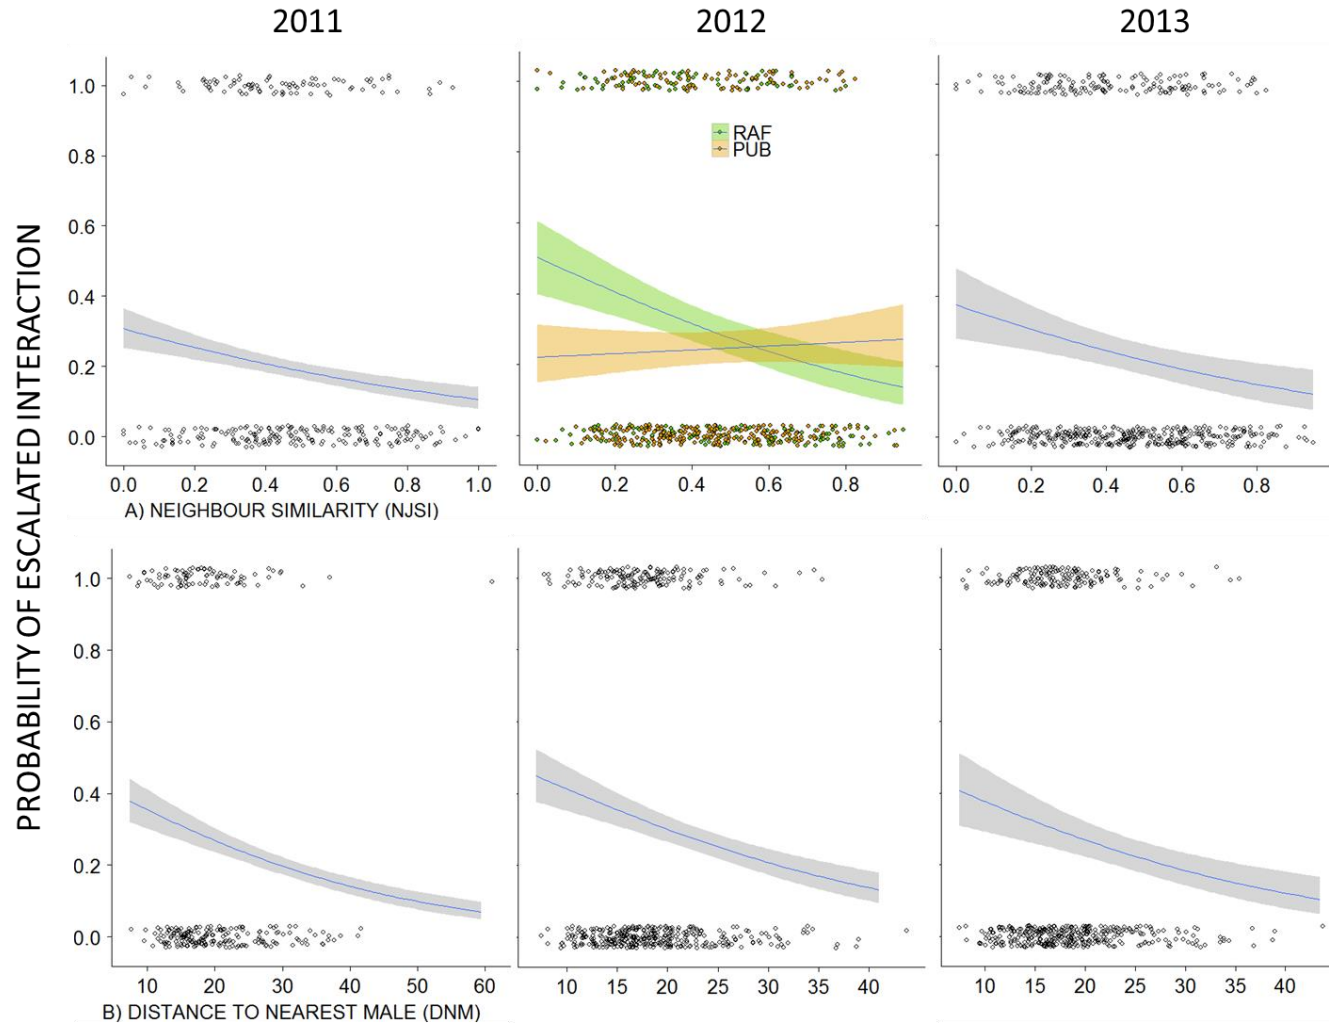 2011 2012 2013
PROBABILITY OF ESCALATED INTERACTION
1.0
0.8
0.6
0.4
0.2
0.0
RAF
PUB
0.0 0.2 0.4 0.6 0.8 1.0
0.0 0.2 0.4 0.6 0.8
0.0 0.2 0.4 0.6 0.8
A) NEIGHBOUR SIMILARITY (NJSI)
1.0
0.8
0.6
0.4
0.2
0.0
10 20 30 40 50 60
10 15 20 25 30 35 40
10 15 20 25 30 35 40
B) DISTANCE TO NEAREST MALE (DNM)